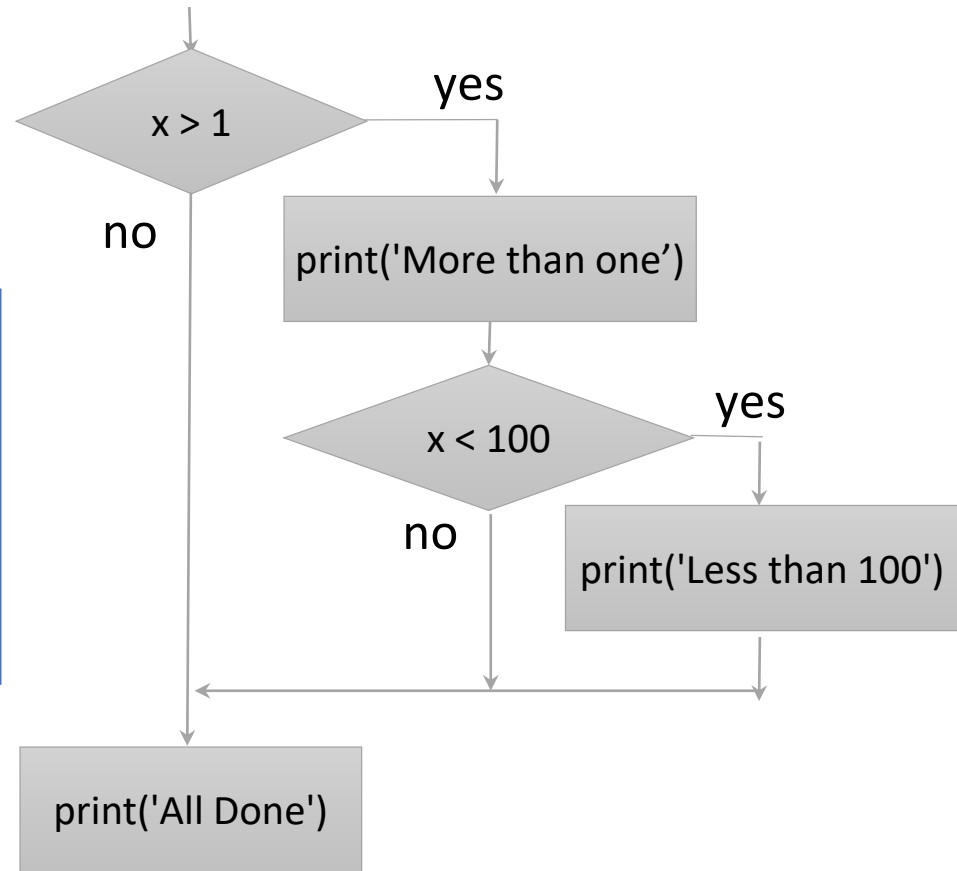 x > 1
yes
no
print('More than one’)
x < 100
yes
no
print('Less than 100')
print('All Done')